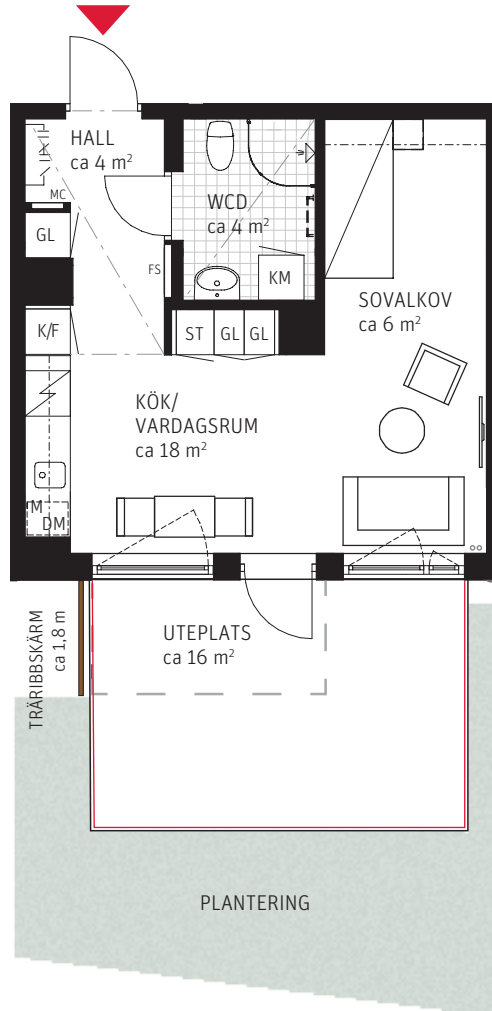 HALL
ca 4 m²
MC
GL
WCD
ca 4 m²
FS
KM
SOVALKOV
ca 6 m²
K/F
ST
GL
GL
KÖK/
VARDAGSRUM
ca 18 m²
M
DM
TRÄRIBBSKÄRM
ca 1,8 m
UTEPLATS
ca 16 m²
PLANTERING